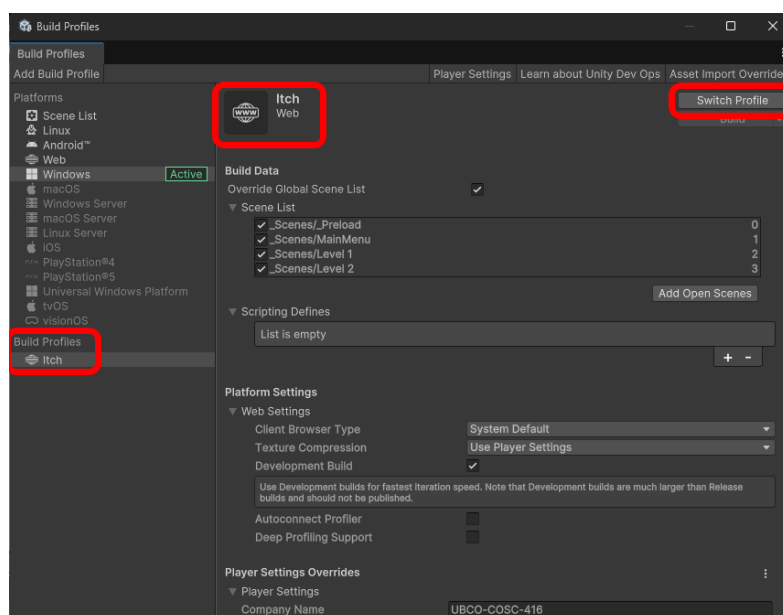 Build Profiles
Build Profiles
Add Build Profile
Player Settings Learn about Unity Dev Ops Asset Import Override
Platforms
Scene List
Linux
Android™
Web
Windows Active
macOS
Windows Server
macOS Server
Linux Server
iOS
PlayStation®4
PlayStation®5
Universal Windows Platform
tvOS
visionOS
Build Profiles
Itch
Itch
Web
Switch Profile
Build
Build Data
Override Global Scene List
Scene List
_Scenes/_Preload 0
_Scenes/MainMenu 1
_Scenes/Level 1 2
_Scenes/Level 2 3
Add Open Scenes
Scripting Defines
List is empty
+ -
Platform Settings
Web Settings
Client Browser Type System Default
Texture Compression Use Player Settings
Development Build
Use Development builds for fastest iteration speed. Note that Development builds are much larger than Release
builds and should not be published.
Autoconnect Profiler
Deep Profiling Support
Player Settings Overrides
Player Settings
Company Name UBCO-COSC-416